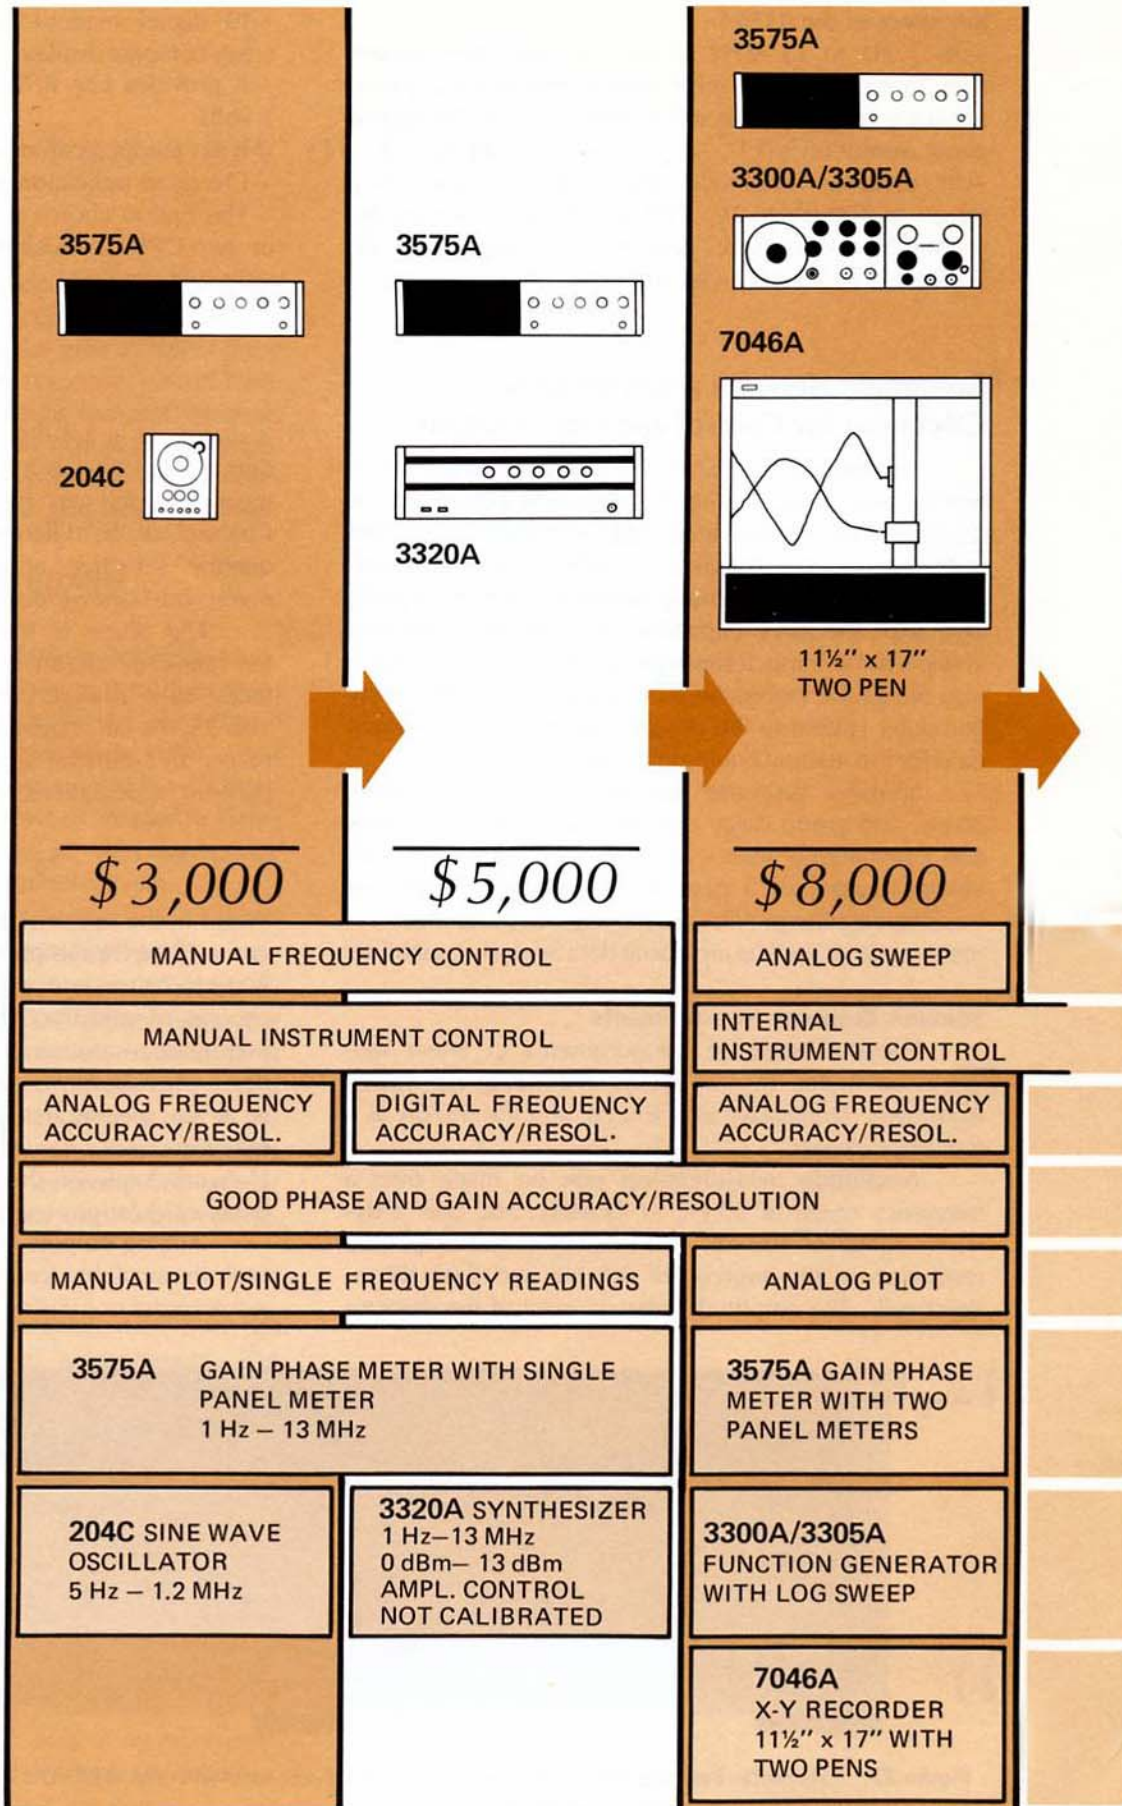 3575A
204C
3575A
3320A
3575A
3300A/3305A
7046A
11½" x 17"
TWO PEN
$3,000
$5,000
$8,000
MANUAL FREQUENCY CONTROL
ANALOG SWEEP
MANUAL INSTRUMENT CONTROL
INTERNAL
INSTRUMENT CONTROL
ANALOG FREQUENCY
ACCURACY/RESOL.
DIGITAL FREQUENCY
ACCURACY/RESOL.
ANALOG FREQUENCY
ACCURACY/RESOL.
GOOD PHASE AND GAIN ACCURACY/RESOLUTION
MANUAL PLOT/SINGLE FREQUENCY READINGS
ANALOG PLOT
3575A GAIN PHASE METER WITH SINGLE
PANEL METER
1 Hz – 13 MHz
3575A GAIN PHASE
METER WITH TWO
PANEL METERS
204C SINE WAVE
OSCILLATOR
5 Hz – 1.2 MHz
3320A SYNTHESIZER
1 Hz–13 MHz
0 dBm– 13 dBm
AMPL. CONTROL
NOT CALIBRATED
3300A/3305A
FUNCTION GENERATOR
WITH LOG SWEEP
7046A
X-Y RECORDER
11½" x 17" WITH
TWO PENS